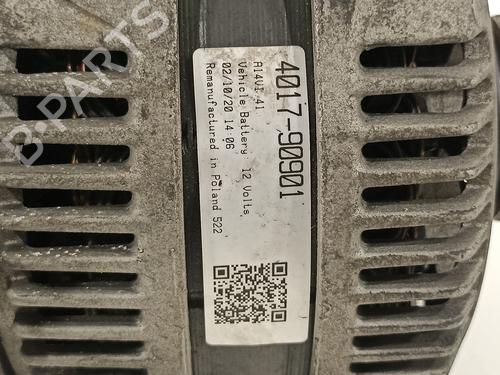 4017-90901
A14VI 41
Vehicle Battery: 12 Volts
02/10/20 14:06
Remanufactured in Poland 522
B-PARTS